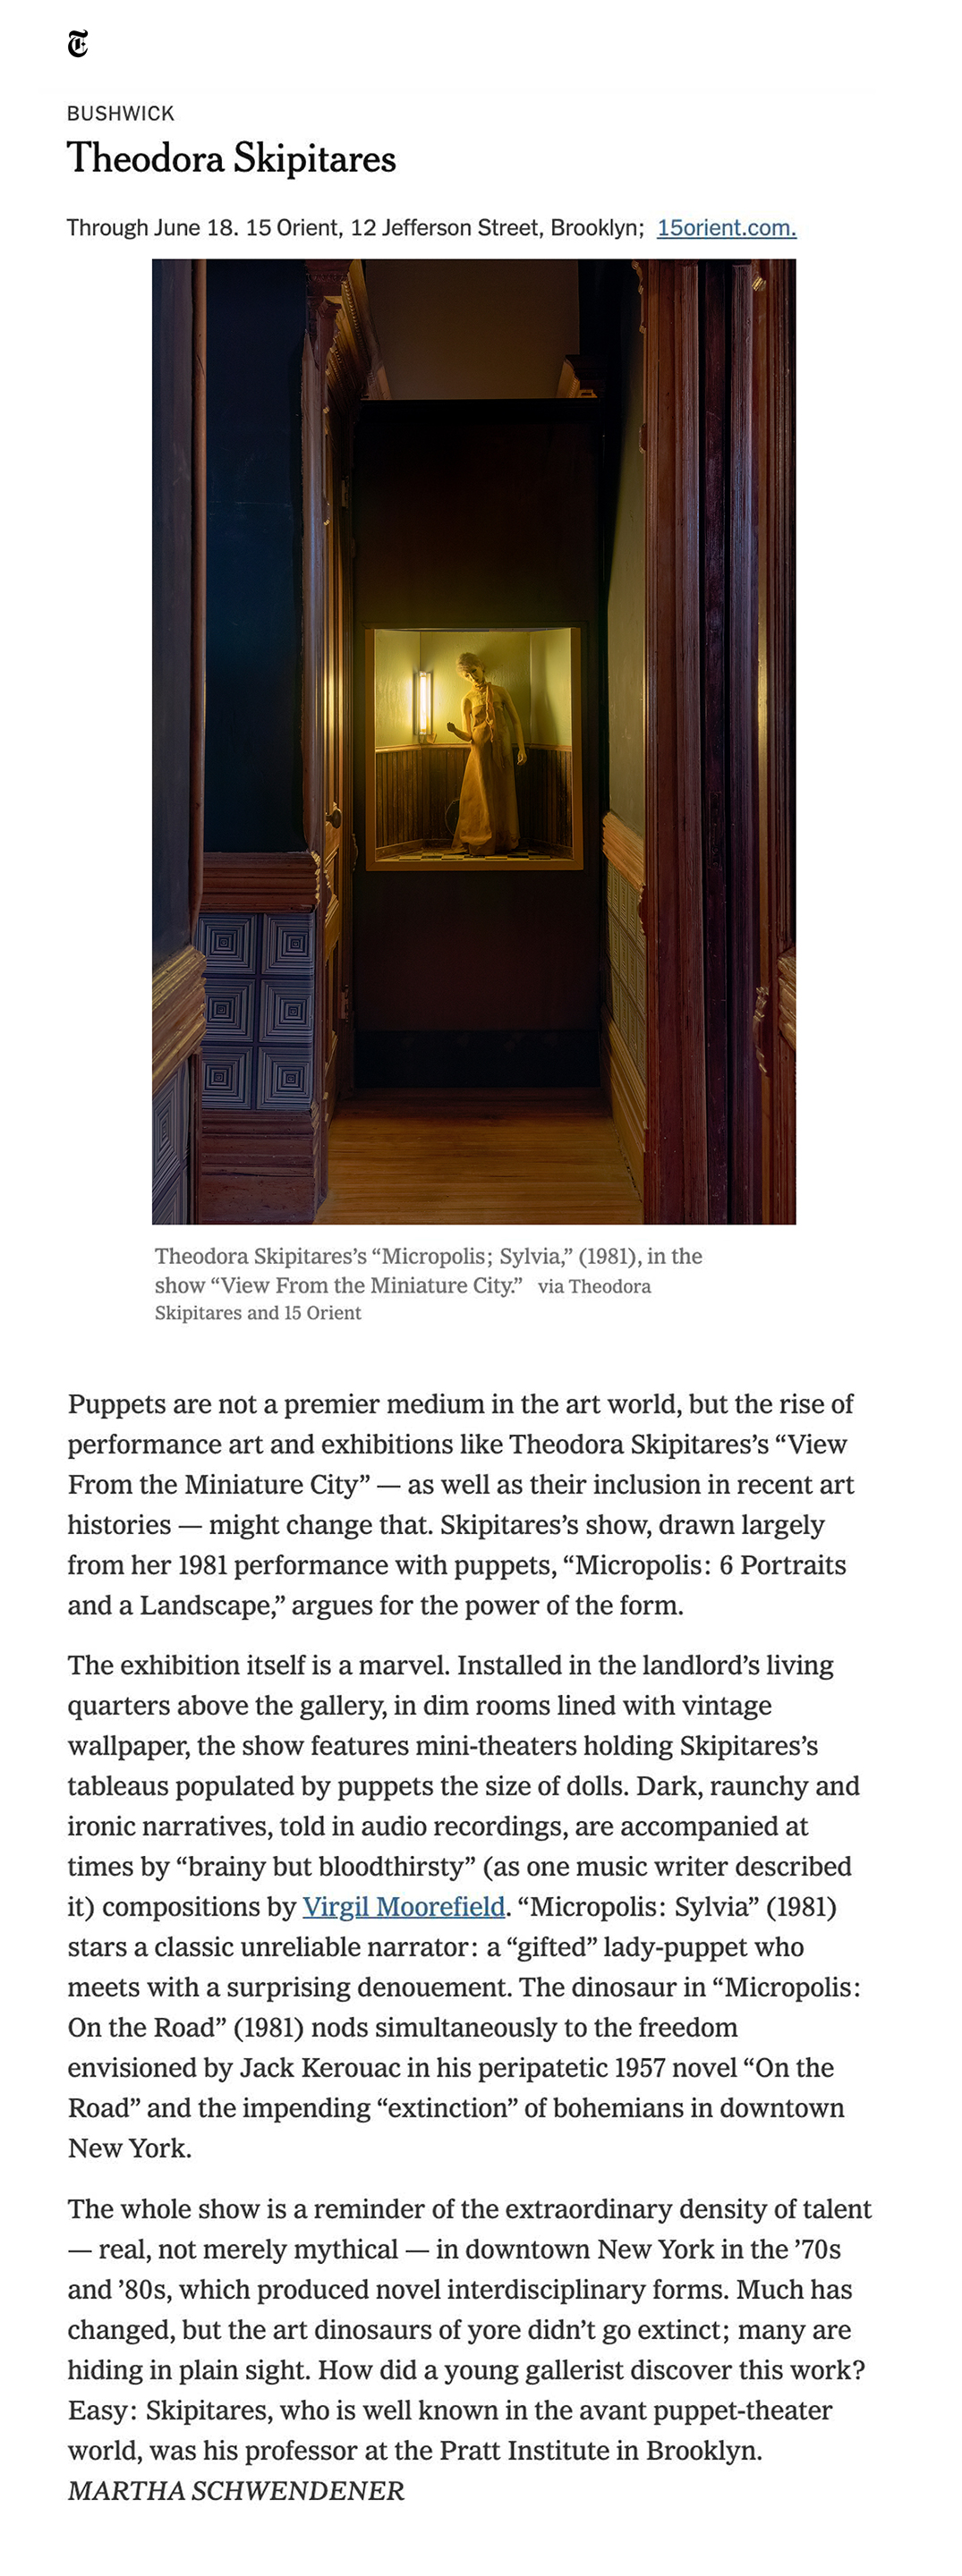 T
BUSHWICK
Theodora Skipitares
Through June 18. 15 Orient, 12 Jefferson Street, Brooklyn; 15orient.com.
Theodora Skipitares’s “Micropolis; Sylvia,” (1981), in the
show “View From the Miniature City.” via Theodora
Skipitares and 15 Orient
Puppets are not a premier medium in the art world, but the rise of
performance art and exhibitions like Theodora Skipitares’s “View
From the Miniature City” — as well as their inclusion in recent art
histories — might change that. Skipitares’s show, drawn largely
from her 1981 performance with puppets, “Micropolis: 6 Portraits
and a Landscape,” argues for the power of the form.
The exhibition itself is a marvel. Installed in the landlord’s living
quarters above the gallery, in dim rooms lined with vintage
wallpaper, the show features mini-theaters holding Skipitares’s
tableaus populated by puppets the size of dolls. Dark, raunchy and
ironic narratives, told in audio recordings, are accompanied at
times by “brainy but bloodthirsty” (as one music writer described
it) compositions by Virgil Moorefield. “Micropolis: Sylvia” (1981)
stars a classic unreliable narrator: a “gifted” lady-puppet who
meets with a surprising denouement. The dinosaur in “Micropolis:
On the Road” (1981) nods simultaneously to the freedom
envisioned by Jack Kerouac in his peripatetic 1957 novel “On the
Road” and the impending “extinction” of bohemians in downtown
New York.
The whole show is a reminder of the extraordinary density of talent
— real, not merely mythical — in downtown New York in the ’70s
and ’80s, which produced novel interdisciplinary forms. Much has
changed, but the art dinosaurs of yore didn’t go extinct; many are
hiding in plain sight. How did a young gallerist discover this work?
Easy: Skipitares, who is well known in the avant puppet-theater
world, was his professor at the Pratt Institute in Brooklyn.
MARTHA SCHWENDENER